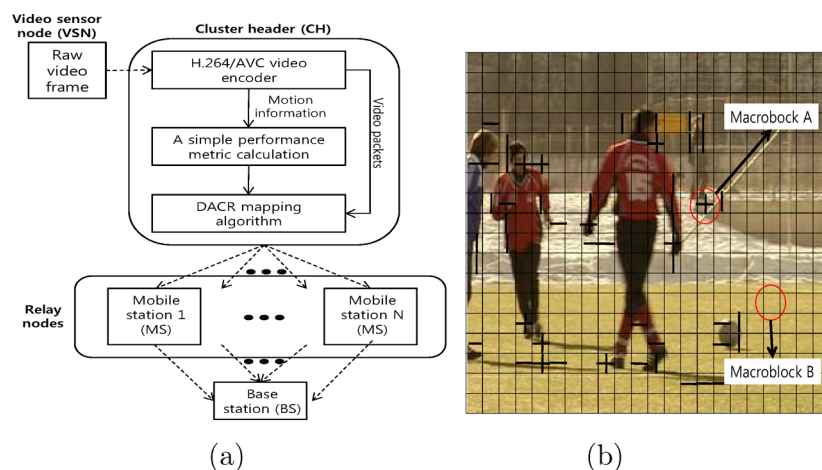 Video sensor
node (VSN)
Raw
video
frame
Cluster header (CH)
H.264/AVC video
encoder
Motion
information
Video packets
A simple performance
metric calculation
DACR mapping
algorithm
Relay
nodes
Mobile
station 1
(MS)
Mobile
station N
(MS)
Base
station (BS)
(a)
Macrobock A
Macroblock B
(b)